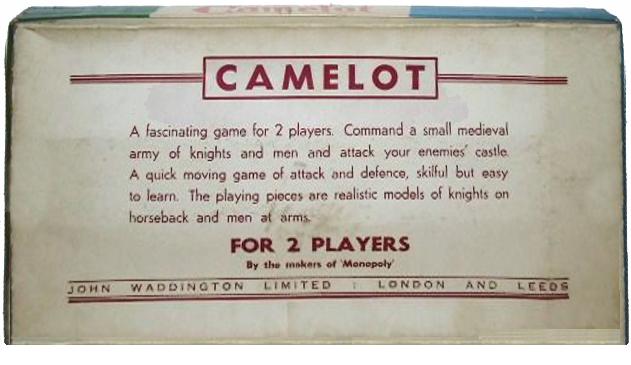 Camelot
CAMELOT
A fascinating game for 2 players. Command a small medieval
army of knights and men and attack your enemies' castle.
A quick moving game of attack and defence, skilful but easy
to learn. The playing pieces are realistic models of knights on
horseback and men at arms.
FOR 2 PLAYERS
By the makers of 'Monopoly'
JOHN WADDINGTON LIMITED : LONDON AND LEEDS